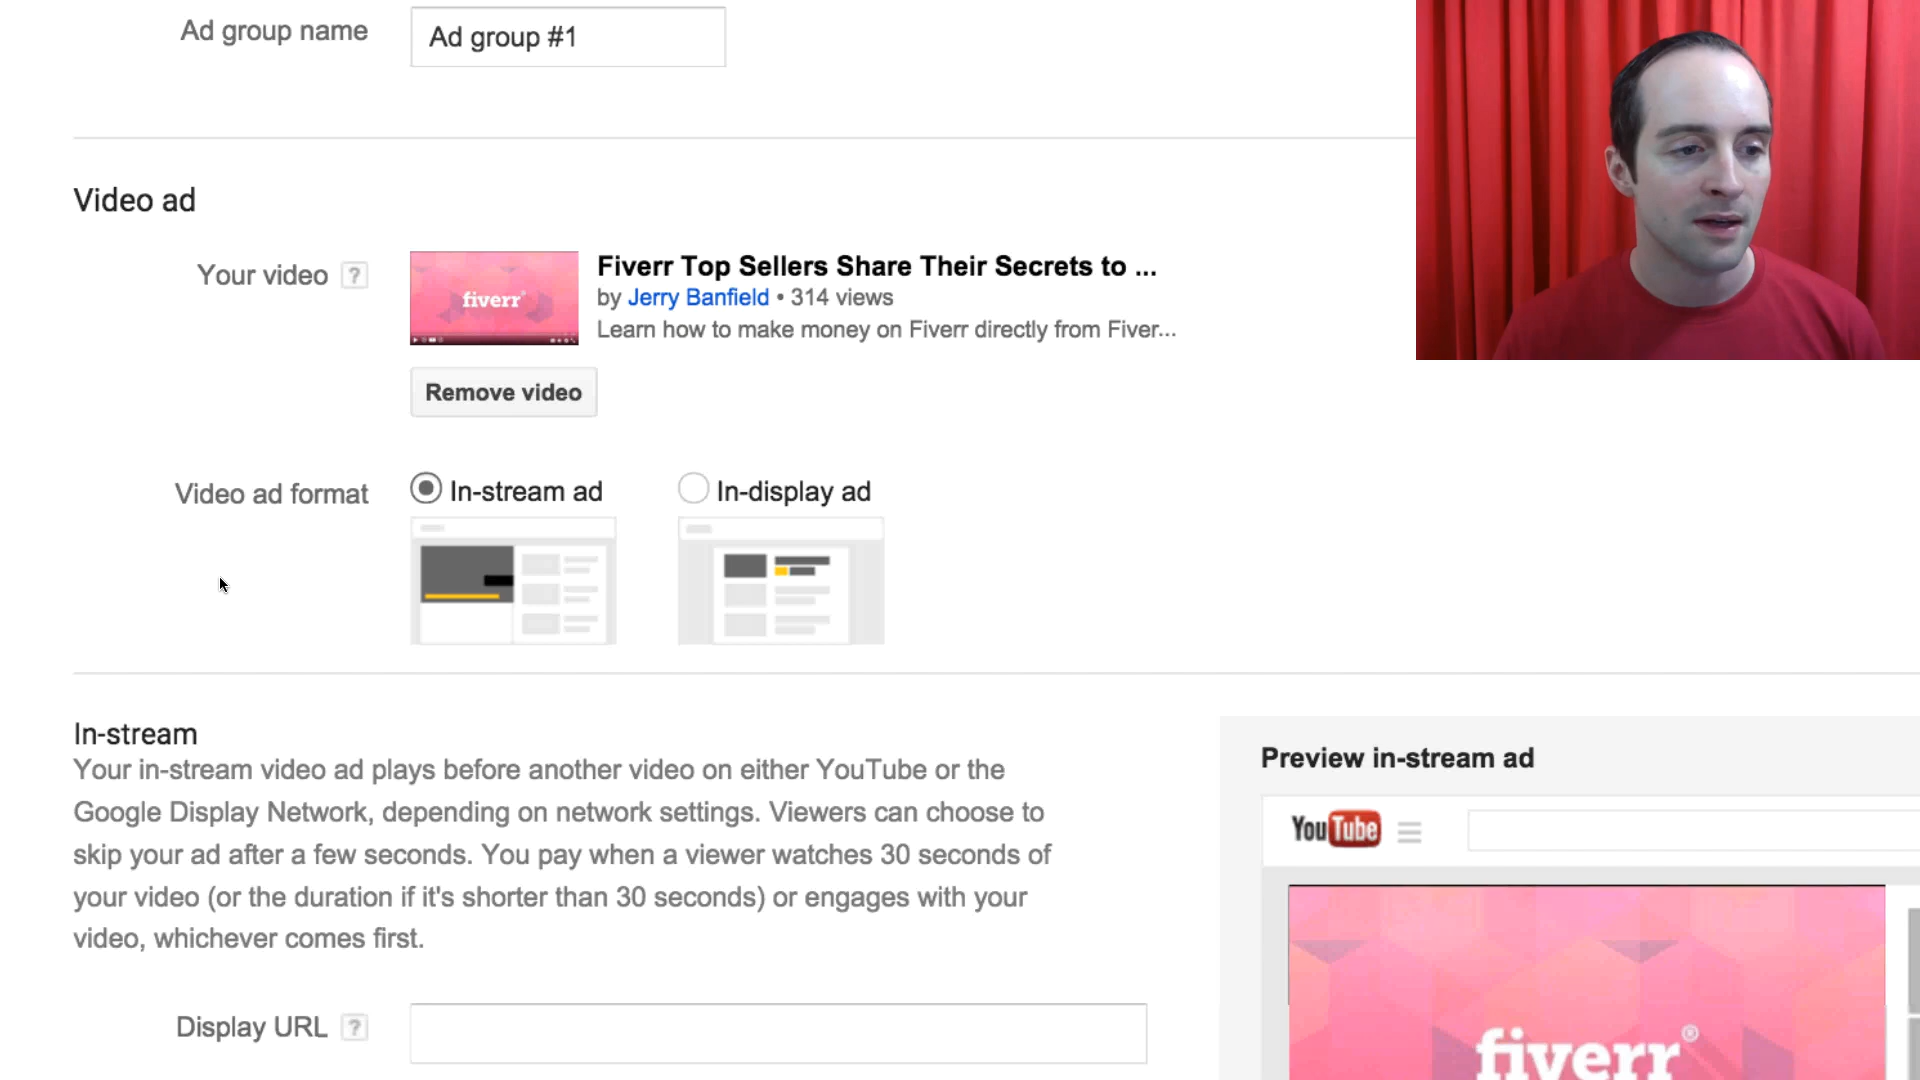 Ad group name
Ad group #1
Video ad
Your video ?
fiverr®
Fiverr Top Sellers Share Their Secrets to ...
by Jerry Banfield • 314 views
Learn how to make money on Fiverr directly from Fiver...
Remove video
Video ad format
In-stream ad
In-display ad
In-stream
Your in-stream video ad plays before another video on either YouTube or the
Google Display Network, depending on network settings. Viewers can choose to
skip your ad after a few seconds. You pay when a viewer watches 30 seconds of
your video (or the duration if it's shorter than 30 seconds) or engages with your
video, whichever comes first.
Display URL ?
Preview in-stream ad
YouTube
fiverr®